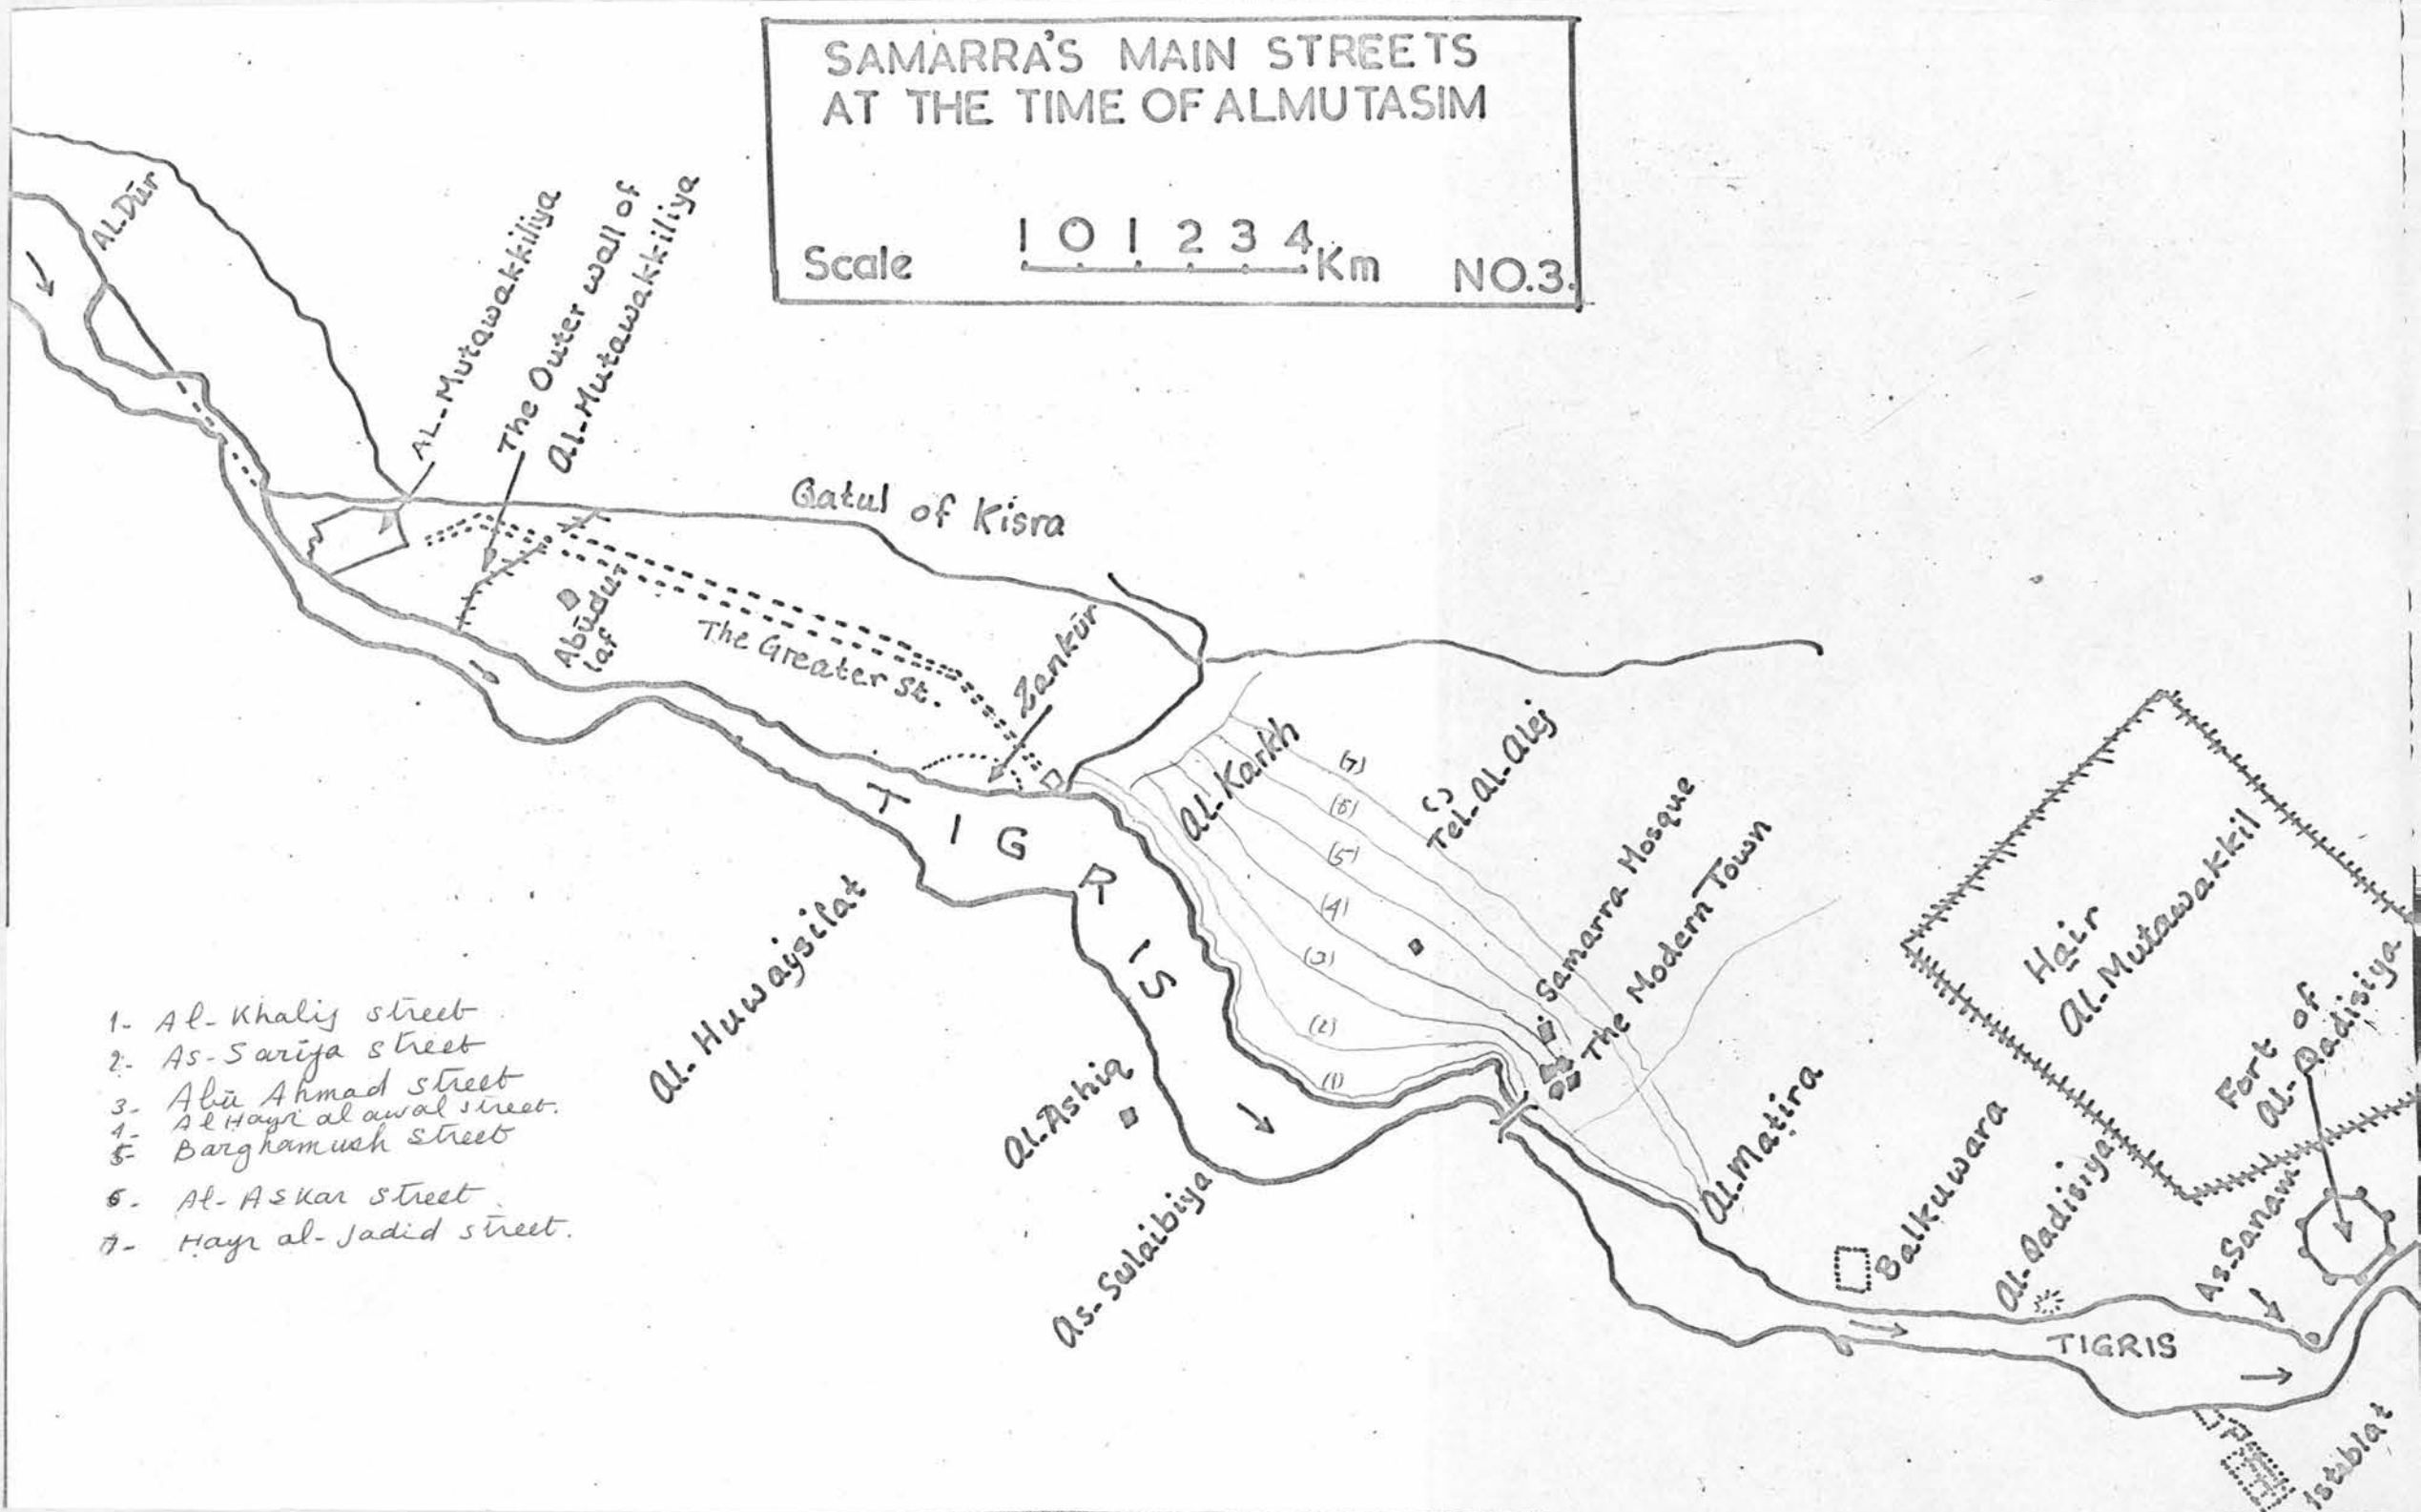 SAMARRA'S MAIN STREETS
AT THE TIME OF ALMUTASIM
Scale 1 0 1 2 3 4 Km NO.3.
AL-Dūr
AL-Mutawakkiliya
The Outer wall of
Al-Mutawakkiliya
Qatul of Kisra
Abūdu
laf
The Greater St.
Zankūr
Al-Karkh
(7)
(6)
(5)
(4)
(3)
(2)
(1)
Tel-Al-Alej
Samarra Mosque
The Modern Town
Hair
Al-Mutawakkil
Fort of
Al-Qadisiya
TIGRIS
Al-Huwaysilat
Al-Ashiq
As-Sulaibiya
Al-Matira
Balkuwara
Al-Qadisiya
As-Sanam
TIGRIS
Istablat
1- Al-Khalij street
2- As-Sarija street
3- Abū Ahmad street
4- Al Hayr al awal street.
5- Barghamush street
6- Al-Askar street
7- Hayr al-Jadid street.